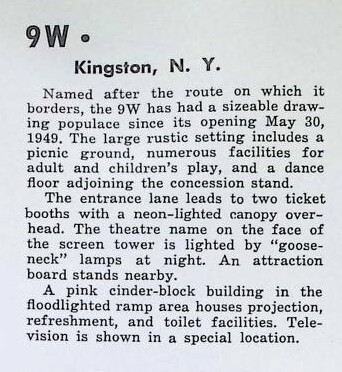 9W •
Kingston, N. Y.
Named after the route on which it
borders, the 9W has had a sizeable draw-
ing populace since its opening May 30,
1949. The large rustic setting includes a
picnic ground, numerous facilities for
adult and children's play, and a dance
floor adjoining the concession stand.
The entrance lane leads to two ticket
booths with a neon-lighted canopy over-
head. The theatre name on the face of
the screen tower is lighted by "goose-
neck" lamps at night. An attraction
board stands nearby.
A pink cinder-block building in the
floodlighted ramp area houses projection,
refreshment, and toilet facilities. Tele-
vision is shown in a special location.